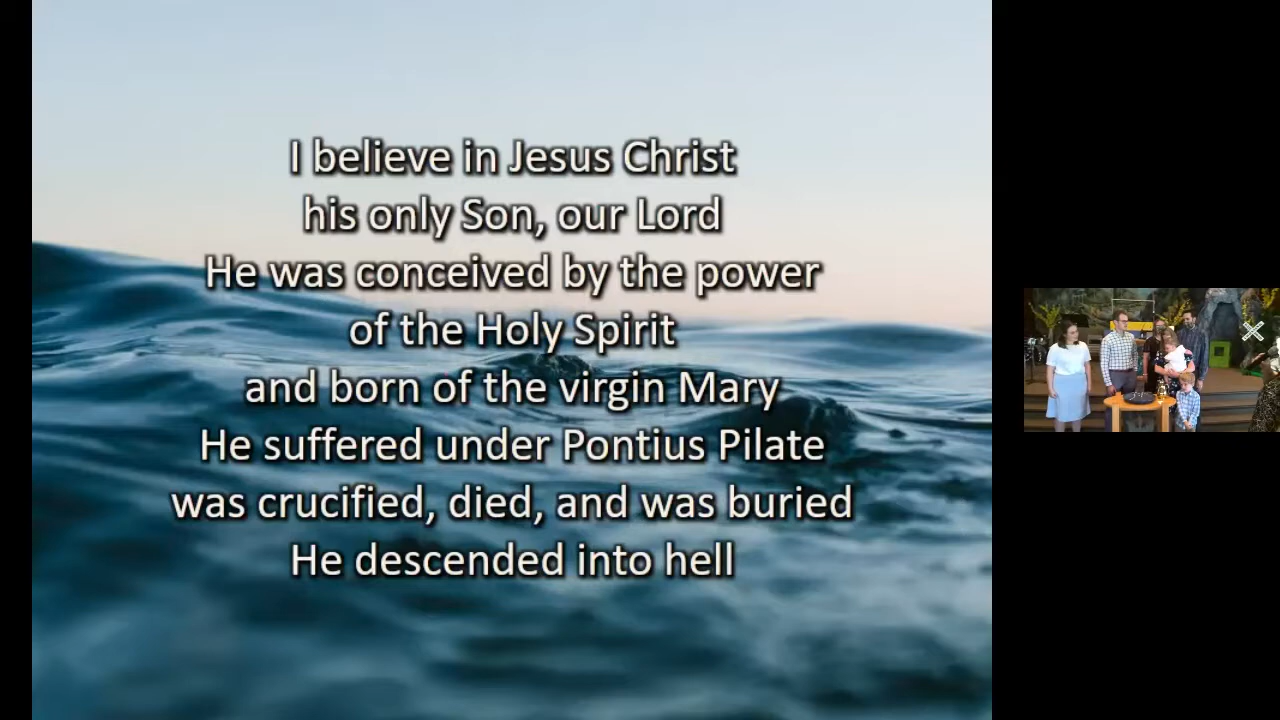 I believe in Jesus Christ
his only Son, our Lord
He was conceived by the power
of the Holy Spirit
and born of the virgin Mary
He suffered under Pontius Pilate
was crucified, died, and was buried
He descended into hell